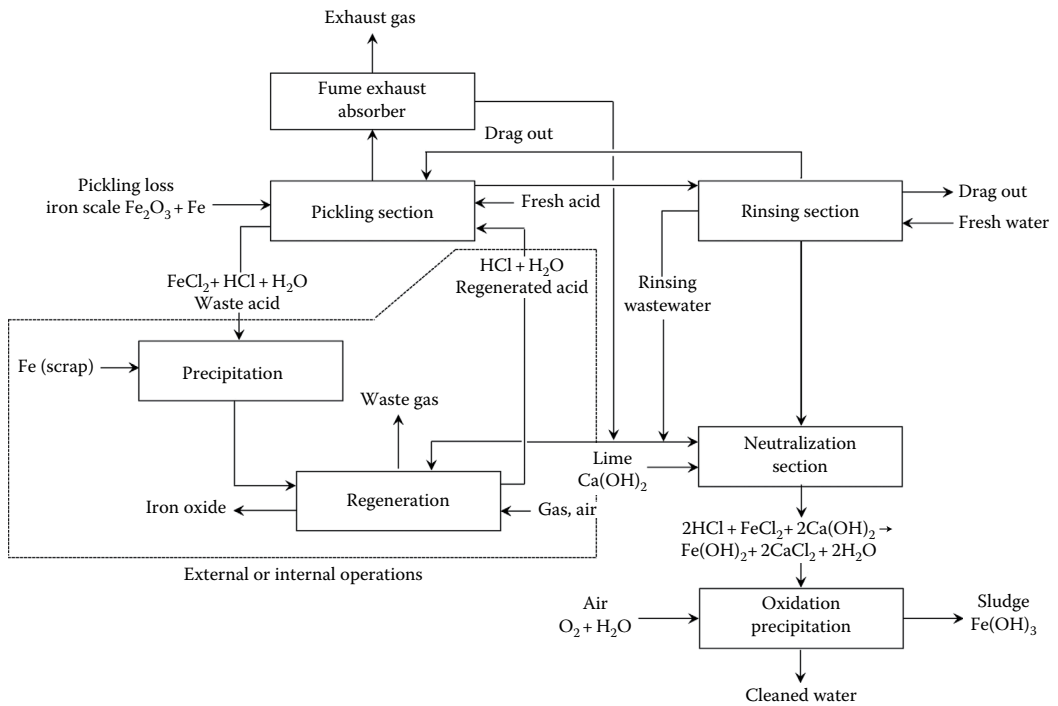 Exhaust gas
Fume exhaust
absorber
Drag out
Pickling loss
iron scale Fe₂O₃ + Fe
Pickling section
Fresh acid
Rinsing section
Drag out
Fresh water
FeCl₂ + HCl + H₂O
Waste acid
HCl + H₂O
Regenerated acid
Rinsing
wastewater
Fe (scrap)
Precipitation
Waste gas
Neutralization
section
Lime
Ca(OH)₂
Regeneration
Iron oxide
Gas, air
2HCl + FeCl₂ + 2Ca(OH)₂ →
Fe(OH)₂ + 2CaCl₂ + 2H₂O
External or internal operations
Air
O₂ + H₂O
Oxidation
precipitation
Sludge
Fe(OH)₃
Cleaned water